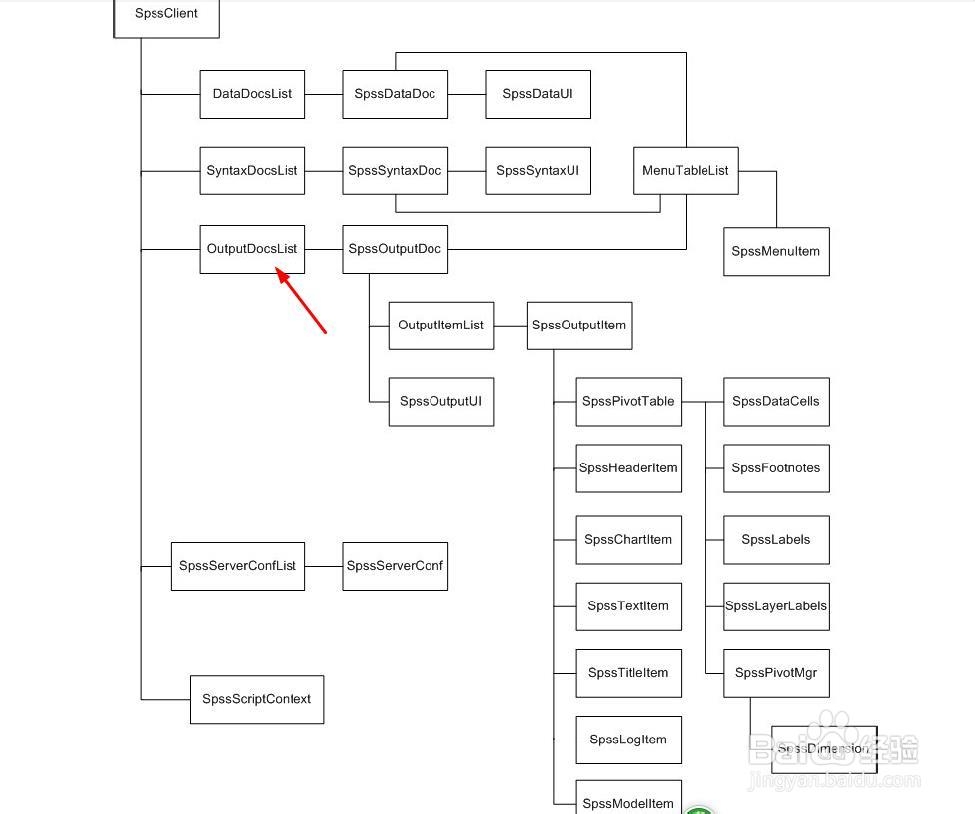 SpssClient
DataDocsList
SpssDataDoc
SpssDataUI
SyntaxDocsList
SpssSyntaxDoc
SpssSyntaxUI
MenuTableList
OutputDocsList
SpssOutputDoc
SpssMenuItem
OutputItemList
SpssOutputItem
SpssOutputUI
SpssPivotTable
SpssDataCells
SpssHeaderItem
SpssFootnotes
SpssChartItem
SpssLabels
SpssServerConfList
SpssServerConf
SpssTextItem
SpssLayerLabels
SpssTitleItem
SpssPivotMgr
SpssScriptContext
SpssLogItem
SpssDimension
Baidu经验
jingyan.baidu.com
SpssModelItem